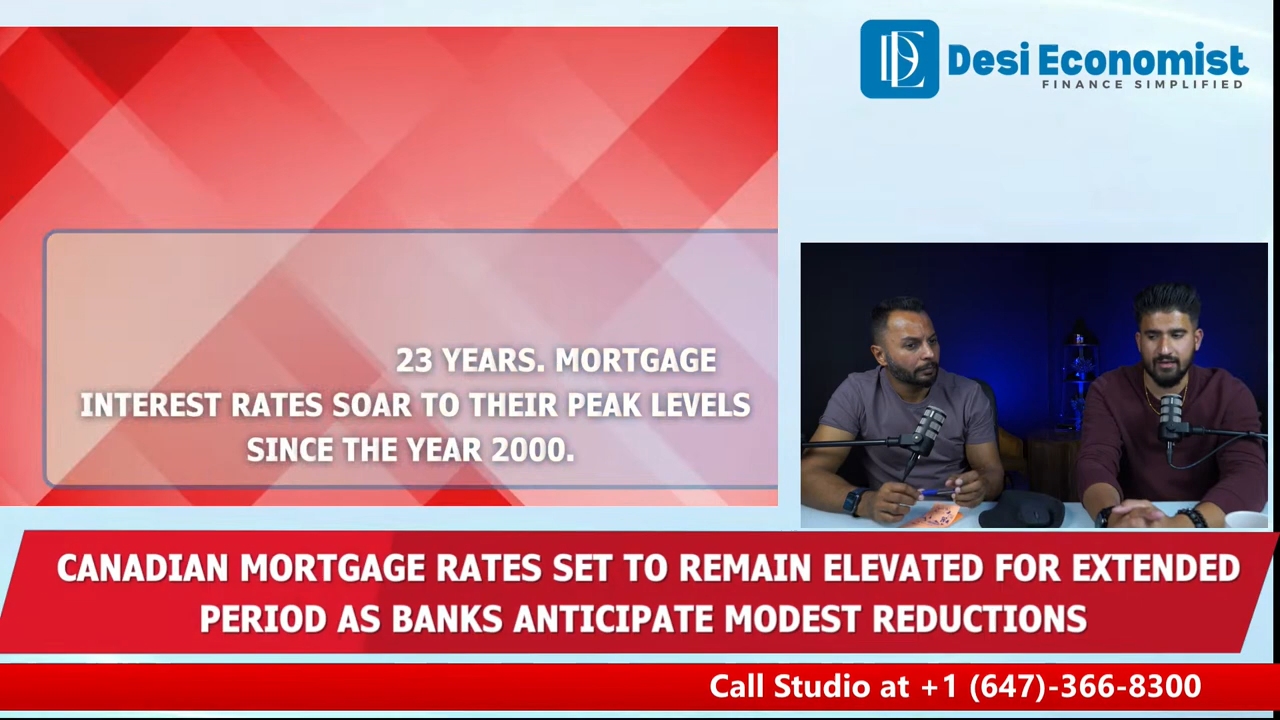 DE
Desi Economist
FINANCE SIMPLIFIED
23 YEARS. MORTGAGE
INTEREST RATES SOAR TO THEIR PEAK LEVELS
SINCE THE YEAR 2000.
CANADIAN MORTGAGE RATES SET TO REMAIN ELEVATED FOR EXTENDED
PERIOD AS BANKS ANTICIPATE MODEST REDUCTIONS
Call Studio at +1 (647)-366-8300